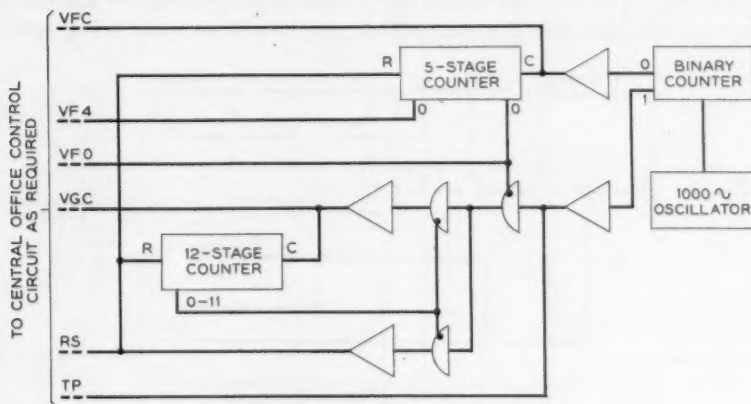 VFC
R
5-STAGE
COUNTER
C
0
1
BINARY
COUNTER
VF4
0
0
VF0
VGC
1000 ~
OSCILLATOR
R
12-STAGE
COUNTER
C
0-11
RS
TP
TO CENTRAL OFFICE CONTROL
CIRCUIT AS REQUIRED